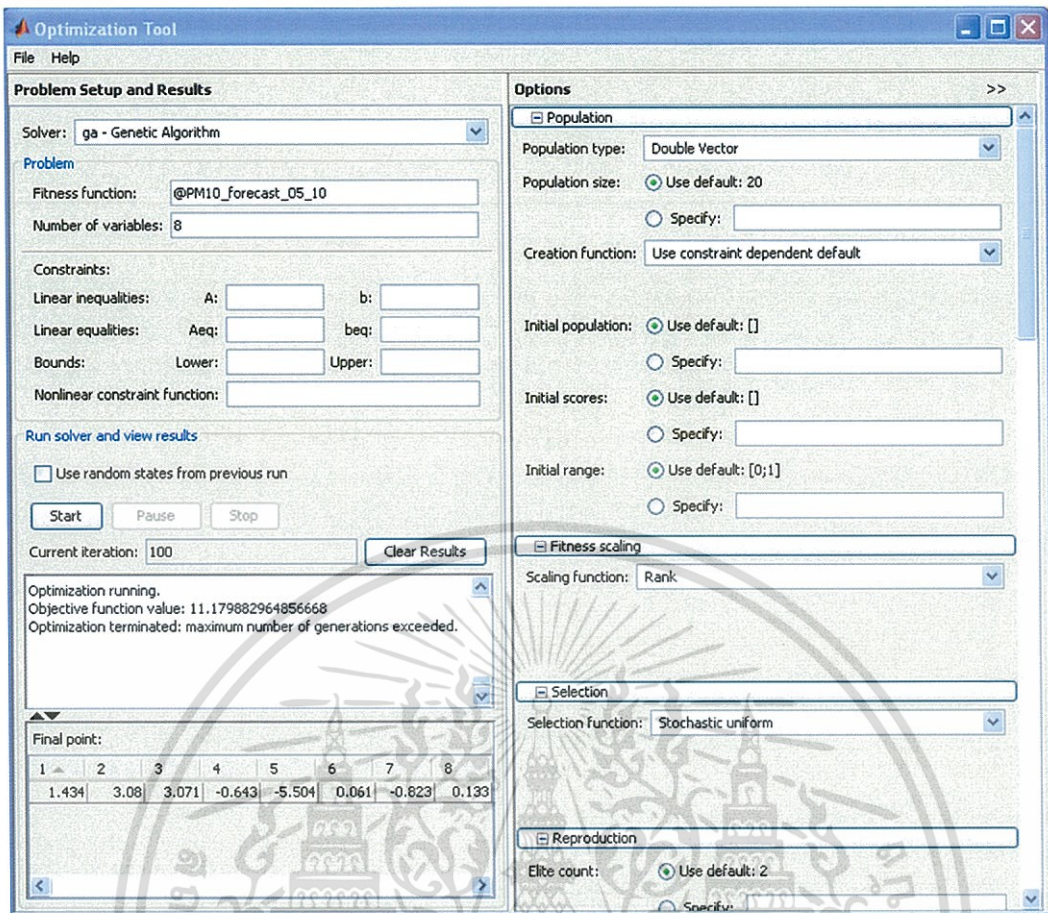 Optimization Tool
File Help
Problem Setup and Results
Solver: ga - Genetic Algorithm
Problem
Fitness function: @PM10_forecast_05_10
Number of variables: 8
Constraints:
Linear inequalities: A: b:
Linear equalities: Aeq: beq:
Bounds: Lower: Upper:
Nonlinear constraint function:
Run solver and view results
Use random states from previous run
Start Pause Stop
Current iteration: 100 Clear Results
Optimization running.
Objective function value: 11.179882964856668
Optimization terminated: maximum number of generations exceeded.
Final point:
1 2 3 4 5 6 7 8
1.434 3.08 3.071 -0.643 -5.504 0.061 -0.823 0.133
Options >>
Population
Population type: Double Vector
Population size: Use default: 20
Specify:
Creation function: Use constraint dependent default
Initial population: Use default: []
Specify:
Initial scores: Use default: []
Specify:
Initial range: Use default: [0;1]
Specify:
Fitness scaling
Scaling function: Rank
Selection
Selection function: Stochastic uniform
Reproduction
Elite count: Use default: 2
Specify: